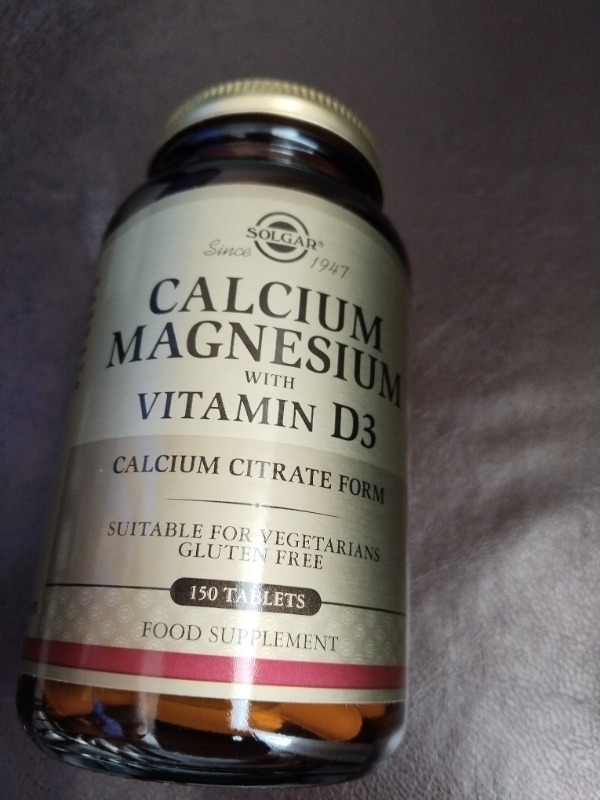 SOLGAR®
Since 1947
CALCIUM
MAGNESIUM
WITH
VITAMIN D3
CALCIUM CITRATE FORM
SUITABLE FOR VEGETARIANS
GLUTEN FREE
150 TABLETS
FOOD SUPPLEMENT